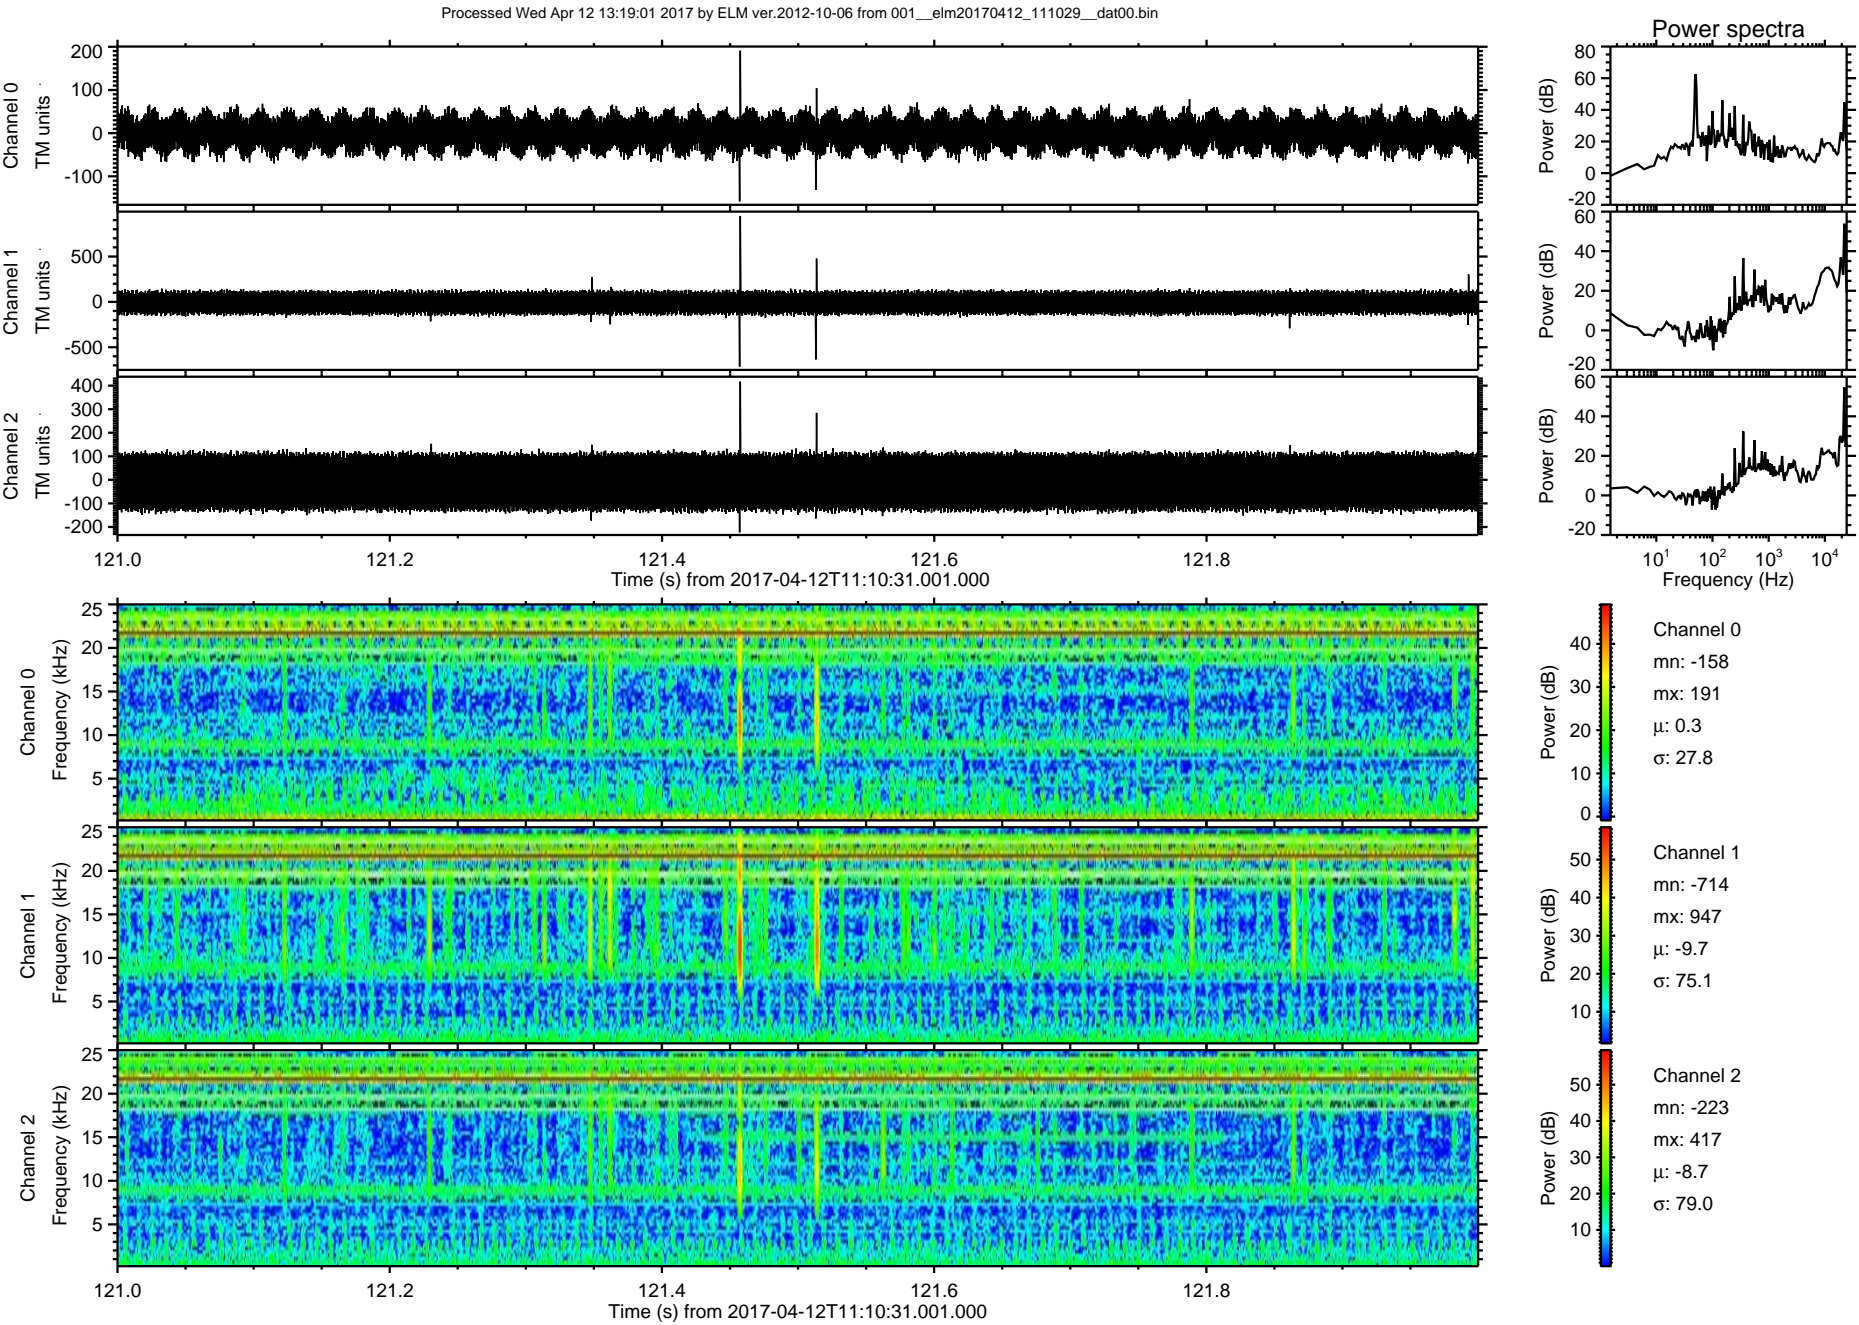 Processed Wed Apr 12 13:19:01 2017 by ELM ver.2012-10-06 from 001__elm20170412_111029__dat00.bin
Power spectra
Channel 0
TM units
200
100
0
-100
Power (dB)
80
60
40
20
0
-20
Channel 1
TM units
500
0
-500
Power (dB)
60
40
20
0
-20
Channel 2
TM units
400
300
200
100
0
-100
-200
Power (dB)
60
40
20
0
-20
121.0 121.2 121.4 121.6 121.8
Time (s) from 2017-04-12T11:10:31.001.000
10¹ 10² 10³ 10⁴
Frequency (Hz)
Channel 0
Frequency (kHz)
25
20
15
10
5
Power (dB)
40
30
20
10
0
Channel 0
mn: -158
mx: 191
μ: 0.3
σ: 27.8
Channel 1
Frequency (kHz)
25
20
15
10
5
Power (dB)
50
40
30
20
10
Channel 1
mn: -714
mx: 947
μ: -9.7
σ: 75.1
Channel 2
Frequency (kHz)
25
20
15
10
5
Power (dB)
50
40
30
20
10
Channel 2
mn: -223
mx: 417
μ: -8.7
σ: 79.0
121.0 121.2 121.4 121.6 121.8
Time (s) from 2017-04-12T11:10:31.001.000